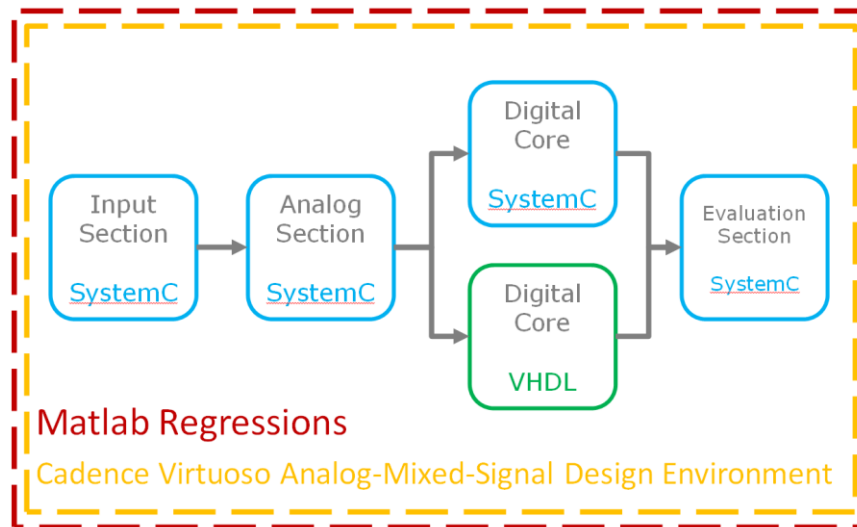 Input
Section
SystemC
Analog
Section
SystemC
Digital
Core
SystemC
Digital
Core
VHDL
Evaluation
Section
SystemC
Matlab Regressions
Cadence Virtuoso Analog-Mixed-Signal Design Environment